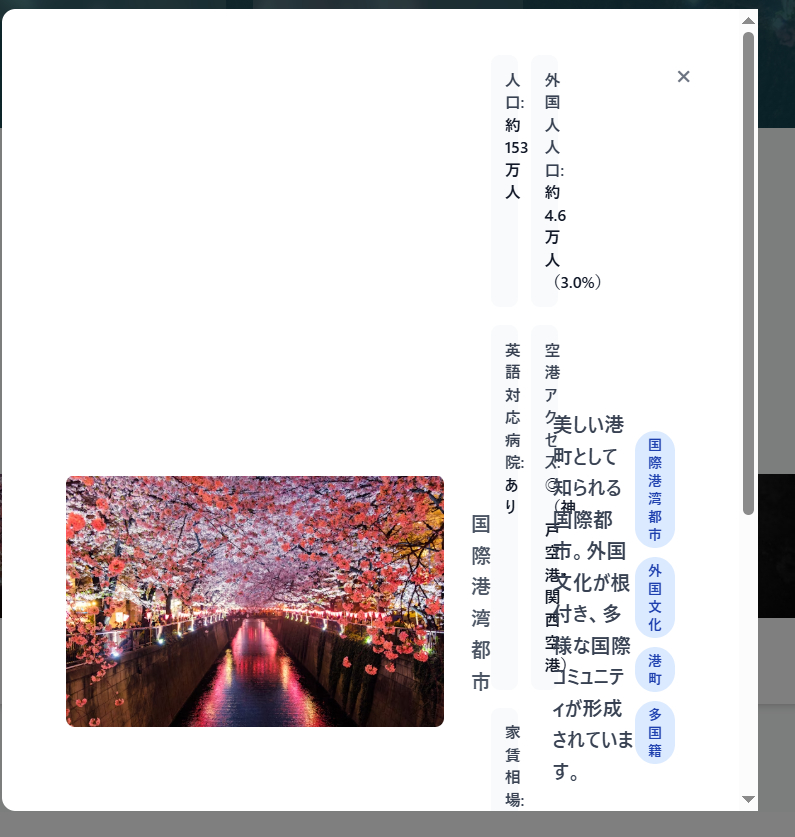 ×
人
口:
約
153
万
人
外
国
人
人
口:
約
4.6
万
人
（3.0%）
英
語
対
応
病
院:
あ
り
空
港
ア
ク
セ
ス:
◎
（神
戸
空
港・
関
西
空
港）
国
際
港
湾
都
市
家
賃
相
場:
美しい港
町として
知られる
国際都
市。外国
文化が根
付き、多
様な国際
コミュニテ
ィが形成
されていま
す。
国
際
港
湾
都
市
外
国
文
化
港
町
多
国
籍